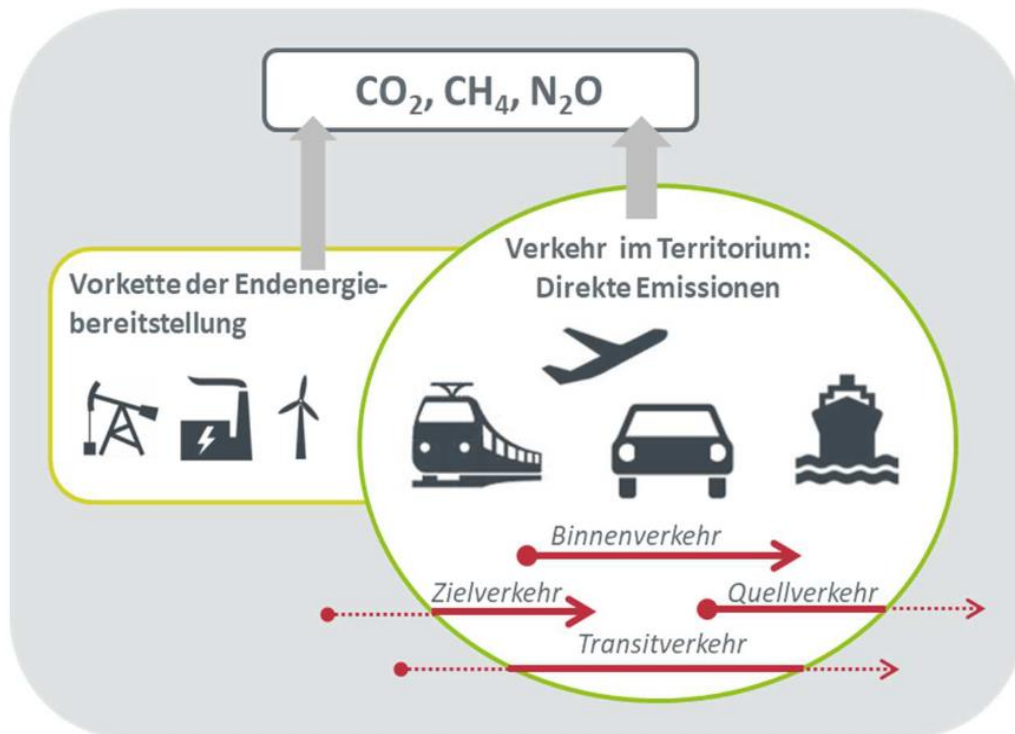 CO₂, CH₄, N₂O
Verkehr im Territorium:
Direkte Emissionen
Vorkette der Endenergie-
bereitstellung
Binnenverkehr
Zielverkehr
Quellverkehr
Transitverkehr